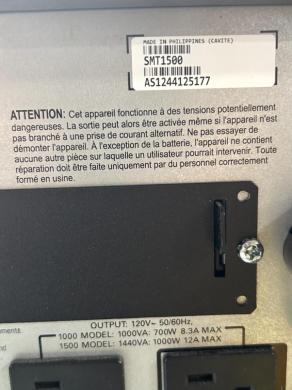 MADE IN PHILIPPINES (CAVITE)
SMT1500
AS1244125177
ATTENTION: Cet appareil fonctionne à des tensions potentiellement
dangereuses. La sortie peut alors être activée même si l'appareil n'est
pas branché à une prise de courant alternatif. Ne pas essayer de
démonter l'appareil. À l'exception de la batterie, l'appareil ne contient
aucune autre pièce sur laquelle un utilisateur pourrait intervenir. Toute
réparation doit être faite uniquement par du personnel correctement
formé en usine.
OUTPUT: 120V~ 50/60Hz,
1000 MODEL: 1000VA: 700W 8.3A MAX
1500 MODEL: 1440VA: 1000W 12A MAX